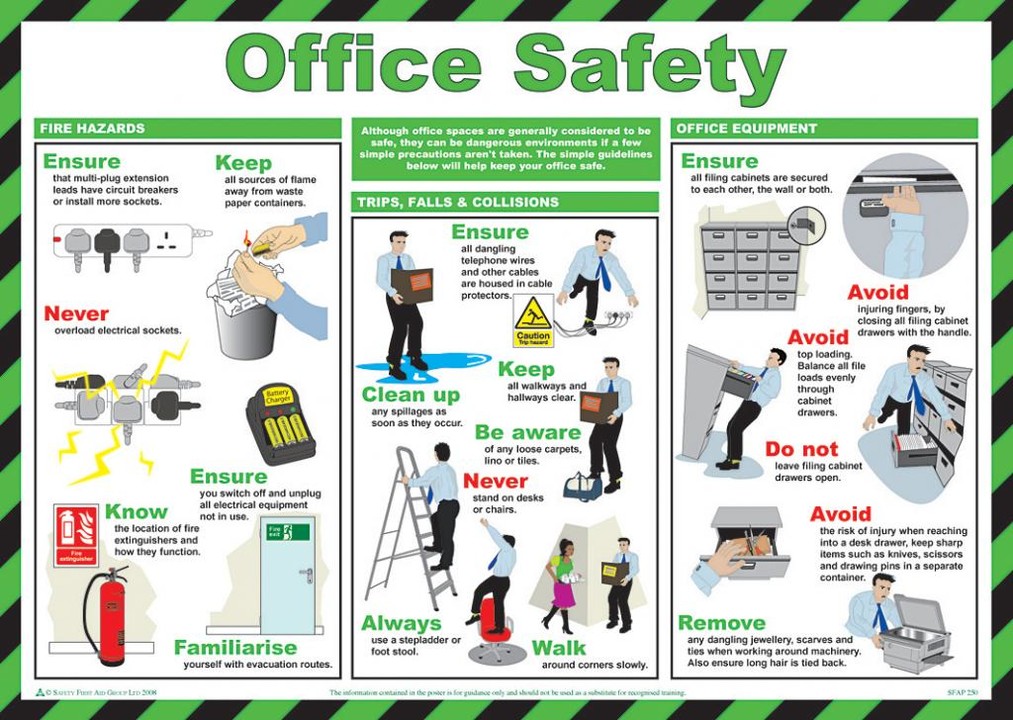 Office Safety
FIRE HAZARDS
Ensure
that multi-plug extension
leads have circuit breakers
or install more sockets.
Keep
all sources of flame
away from waste
paper containers.
Never
overload electrical sockets.
Battery
Charger
Ensure
you switch off and unplug
all electrical equipment
not in use.
Know
the location of fire
extinguishers and
how they function.
Fire
extinguisher
Fire
exit
Familiarise
yourself with evacuation routes.
Although office spaces are generally considered to be
safe, they can be dangerous environments if a few
simple precautions aren't taken. The simple guidelines
below will help keep your office safe.
TRIPS, FALLS & COLLISIONS
Ensure
all dangling
telephone wires
and other cables
are housed in cable
protectors.
Caution
Trip hazard
Clean up
any spillages as
soon as they occur.
Keep
all walkways and
hallways clear.
Be aware
of any loose carpets,
lino or tiles.
Never
stand on desks
or chairs.
Always
use a stepladder or
foot stool.
Walk
around corners slowly.
OFFICE EQUIPMENT
Ensure
all filing cabinets are secured
to each other, the wall or both.
Avoid
injuring fingers, by
closing all filing cabinet
drawers with the handle.
Avoid
top loading.
Balance all file
loads evenly
through
cabinet
drawers.
Do not
leave filing cabinet
drawers open.
Avoid
the risk of injury when reaching
into a desk drawer, keep sharp
items such as knives, scissors
and drawing pins in a separate
container.
Remove
any dangling jewellery, scarves and
ties when working around machinery.
Also ensure long hair is tied back.
© SAFETY FIRST AID GROUP LTD 2008
The information contained in the poster is for guidance only and should not be used as a substitute for recognised training.
SFAP 250